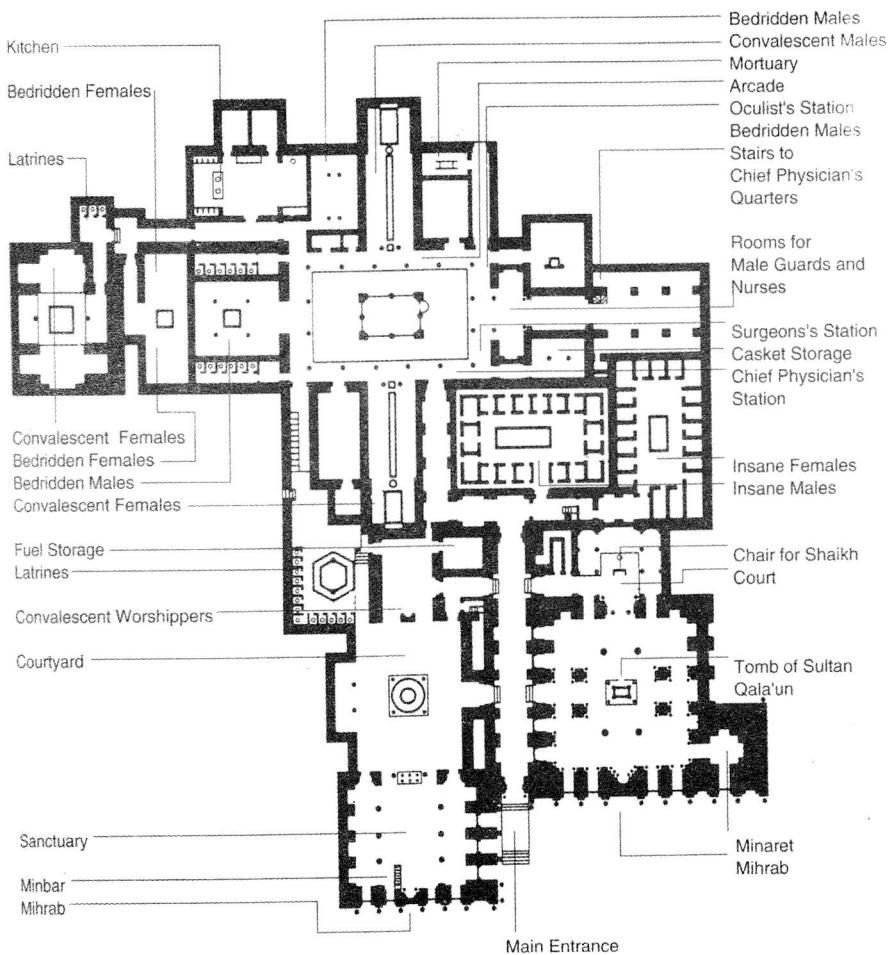 Kitchen
Bedridden Females
Latrines
Convalescent Females
Bedridden Females
Bedridden Males
Convalescent Females
Fuel Storage
Latrines
Convalescent Worshippers
Courtyard
Sanctuary
Minbar
Mihrab
Bedridden Males
Convalescent Males
Mortuary
Arcade
Oculist's Station
Bedridden Males
Stairs to
Chief Physician's
Quarters
Rooms for
Male Guards and
Nurses
Surgeons's Station
Casket Storage
Chief Physician's
Station
Insane Females
Insane Males
Chair for Shaikh
Court
Tomb of Sultan
Qala'un
Minaret
Mihrab
Main Entrance